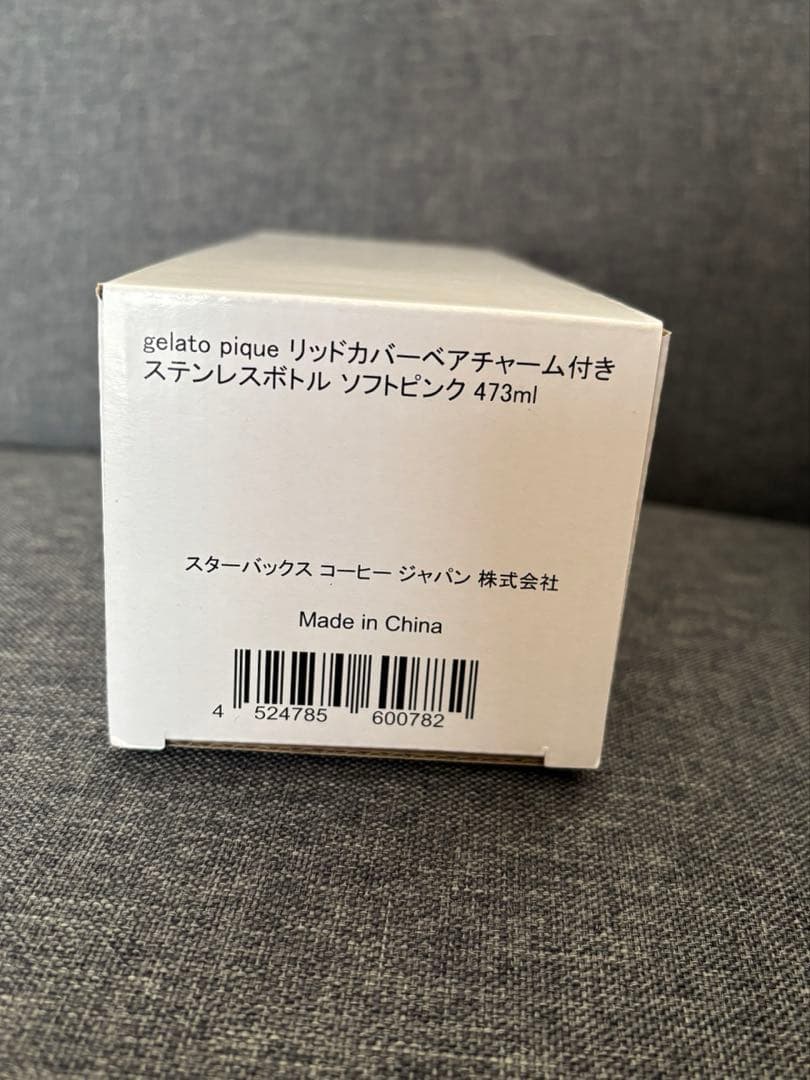 gelato pique リッドカバーベアチャーム付き
ステンレスボトル ソフトピンク 473ml
スターバックス コーヒー ジャパン 株式会社
Made in China
4 524785 600782